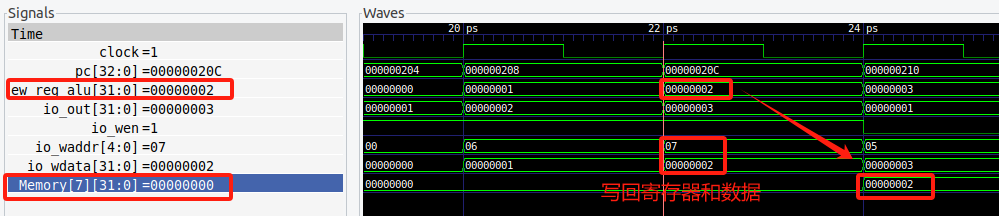 Signals
Waves
Time
20 ps
22 ps
24 ps
clock =1
pc[32:0] =00000020C
000000204 000000208 00000020C 000000210
ew_reg_alu[31:0] =00000002
00000000 00000001 00000002 00000003
io_out[31:0] =00000003
00000001 00000002 00000003 00000001
io_wen =1
io_waddr[4:0] =07
00 06 07 05
io_wdata[31:0] =00000002
00000000 00000001 00000002 00000003
Memory[7][31:0] =00000000
00000000 00000002
写回寄存器和数据